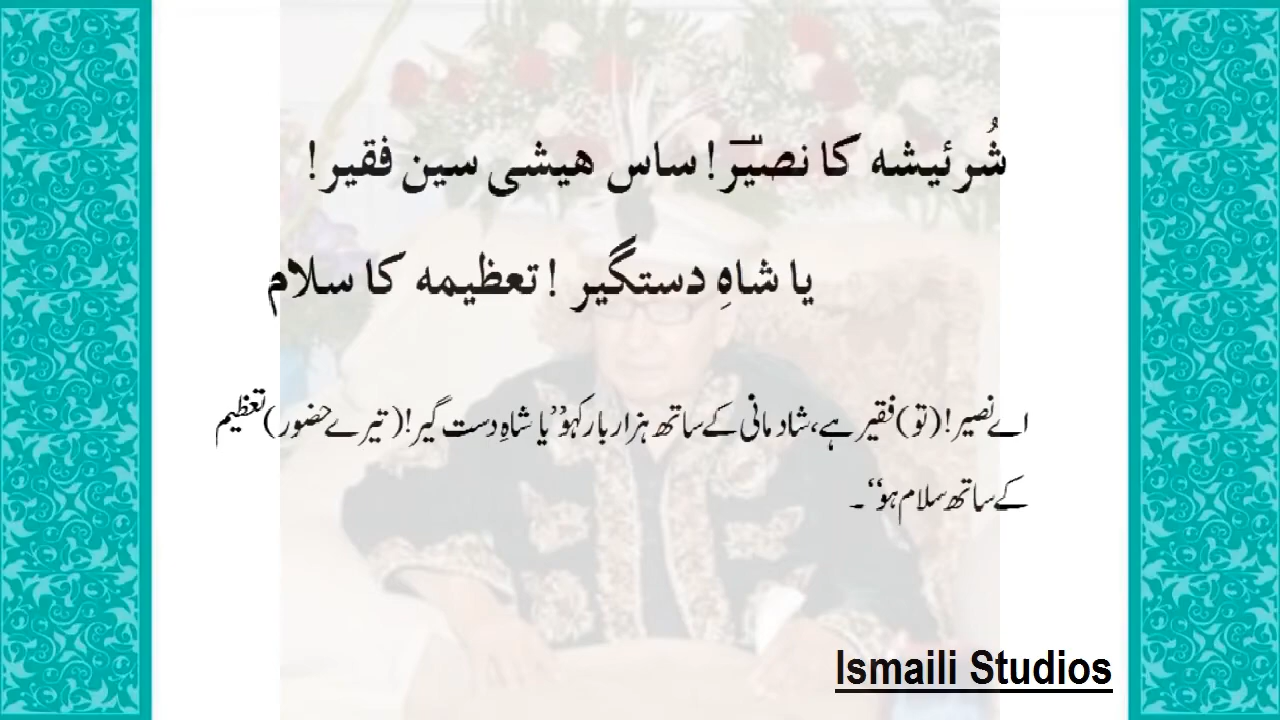 شُرئیشہ کا نصیرؔ! ساس ھیشی سین فقیر!
یا شاہِ دستگیر! تعظیمہ کا سلام
اے نصیر! (تو) فقیر ہے، شادمانی کے ساتھ ہزار بار کہو ”یا شاہِ دست گیر! (تیرے حضور) تعظیم
کے ساتھ سلام ہو“۔
Ismaili Studios